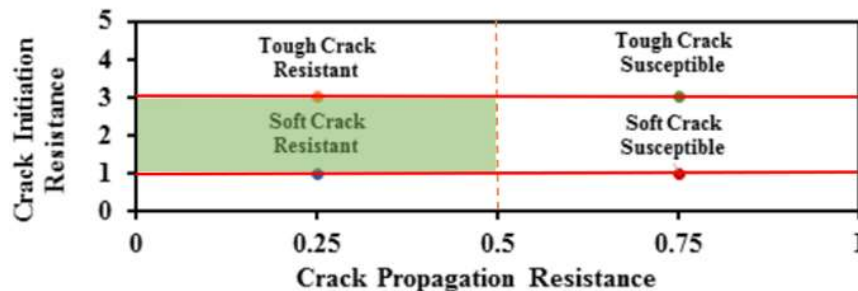 5
4
3
2
1
0
Crack Initiation
Resistance
Tough Crack
Resistant
Tough Crack
Susceptible
Soft Crack
Resistant
Soft Crack
Susceptible
0
0.25
0.5
0.75
1
Crack Propagation Resistance